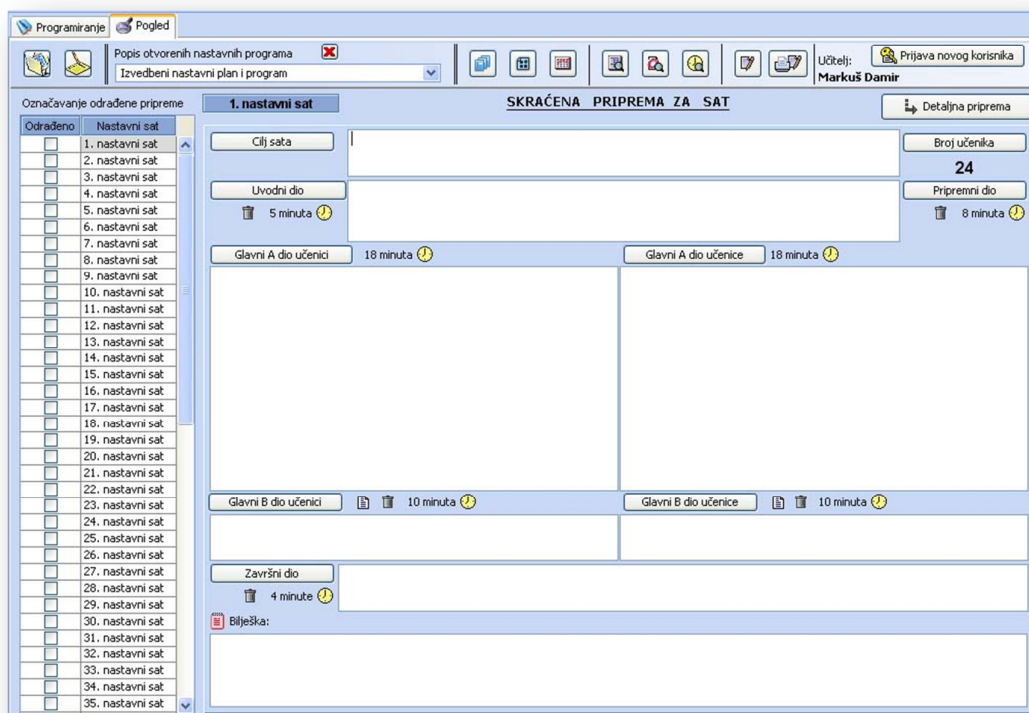 Programiranje Pogled
Popis otvorenih nastavnih programa
Izvedbeni nastavni plan i program
Učitelj:
Markuš Damir
Prijava novog korisnika
Označavanje odrađene pripreme
1. nastavni sat
SKRAĆENA PRIPREMA ZA SAT
Detaljna priprema
Odrađeno Nastavni sat
1. nastavni sat
2. nastavni sat
3. nastavni sat
4. nastavni sat
5. nastavni sat
6. nastavni sat
7. nastavni sat
8. nastavni sat
9. nastavni sat
10. nastavni sat
11. nastavni sat
12. nastavni sat
13. nastavni sat
14. nastavni sat
15. nastavni sat
16. nastavni sat
17. nastavni sat
18. nastavni sat
19. nastavni sat
20. nastavni sat
21. nastavni sat
22. nastavni sat
23. nastavni sat
24. nastavni sat
25. nastavni sat
26. nastavni sat
27. nastavni sat
28. nastavni sat
29. nastavni sat
30. nastavni sat
31. nastavni sat
32. nastavni sat
33. nastavni sat
34. nastavni sat
35. nastavni sat
Cilj sata
Broj učenika
24
Uvodni dio
5 minuta
Pripremni dio
8 minuta
Glavni A dio učenici 18 minuta
Glavni A dio učenice 18 minuta
Glavni B dio učenici 10 minuta
Glavni B dio učenice 10 minuta
Završni dio
4 minute
Bilješka: